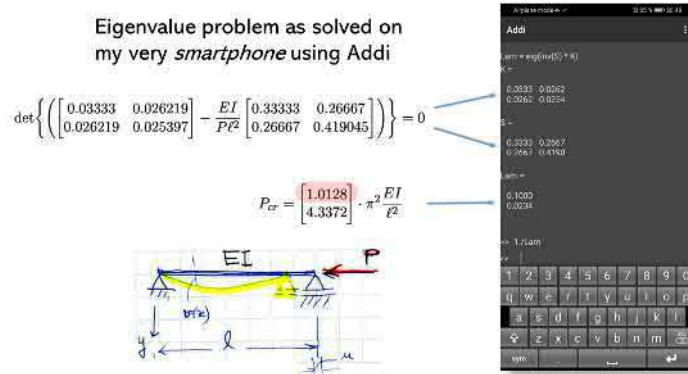 Eigenvalue problem as solved on
my very smartphone using Addi
det{([0.03333 0.026219
0.026219 0.025397] - EI/Pℓ² [0.33333 0.26667
0.26667 0.419045])} = 0
P_cr = [1.0128
4.3372] · π² EI/ℓ²
EI
P
v(x)
y
l
u
Airplane mode
Addi
Lam = eig(inv(S) * K)
K =
0.0333 0.0262
0.0262 0.0254
S =
0.3333 0.2667
0.2667 0.4190
Lam =
0.1000
0.0234
>> 1./Lam
>>
1 2 3 4 5 6 7 8 9 0
q w e r t y u i o p
a s d f g h j k l
z x c v b n m
sym